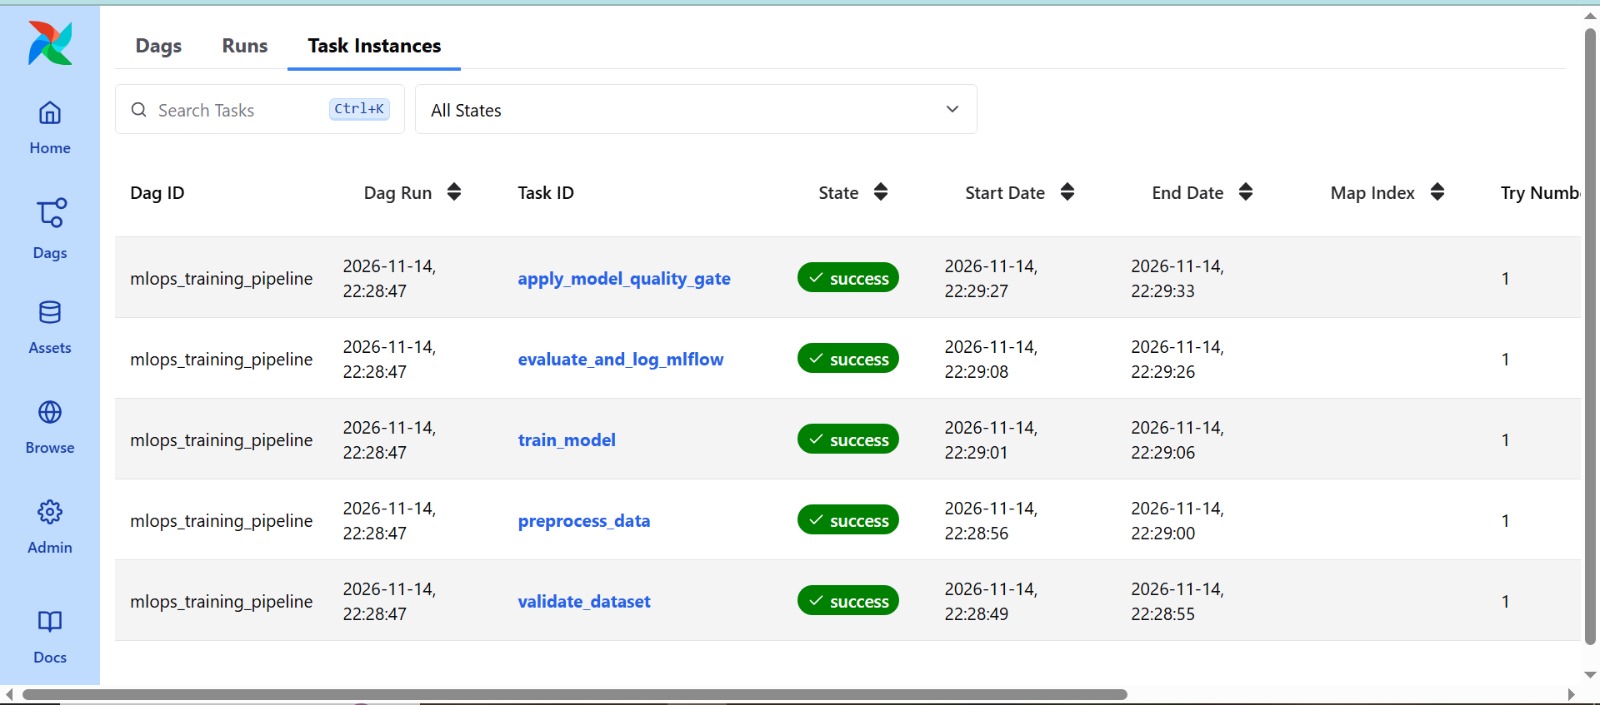 Dags Runs Task Instances
Search Tasks Ctrl+K All States
Home
Dags
Assets
Browse
Admin
Docs
Dag ID Dag Run Task ID State Start Date End Date Map Index Try Numb
mlops_training_pipeline 2026-11-14, 22:28:47 apply_model_quality_gate success 2026-11-14, 22:29:27 2026-11-14, 22:29:33 1
mlops_training_pipeline 2026-11-14, 22:28:47 evaluate_and_log_mlflow success 2026-11-14, 22:29:08 2026-11-14, 22:29:26 1
mlops_training_pipeline 2026-11-14, 22:28:47 train_model success 2026-11-14, 22:29:01 2026-11-14, 22:29:06 1
mlops_training_pipeline 2026-11-14, 22:28:47 preprocess_data success 2026-11-14, 22:28:56 2026-11-14, 22:29:00 1
mlops_training_pipeline 2026-11-14, 22:28:47 validate_dataset success 2026-11-14, 22:28:49 2026-11-14, 22:28:55 1